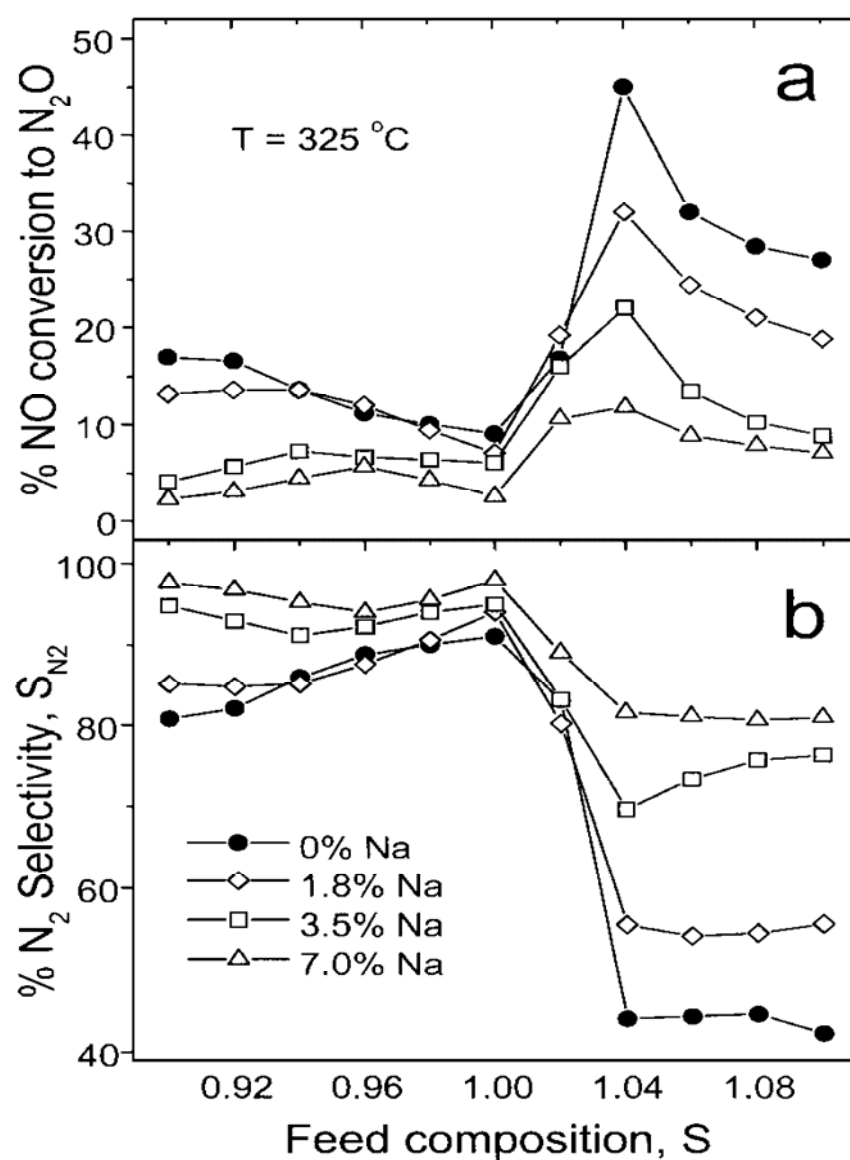 50
40
30
20
10
0
% NO conversion to N₂O
T = 325 °C
a
100
80
60
40
% N₂ Selectivity, S_N2
b
0% Na
1.8% Na
3.5% Na
7.0% Na
0.92 0.96 1.00 1.04 1.08
Feed composition, S